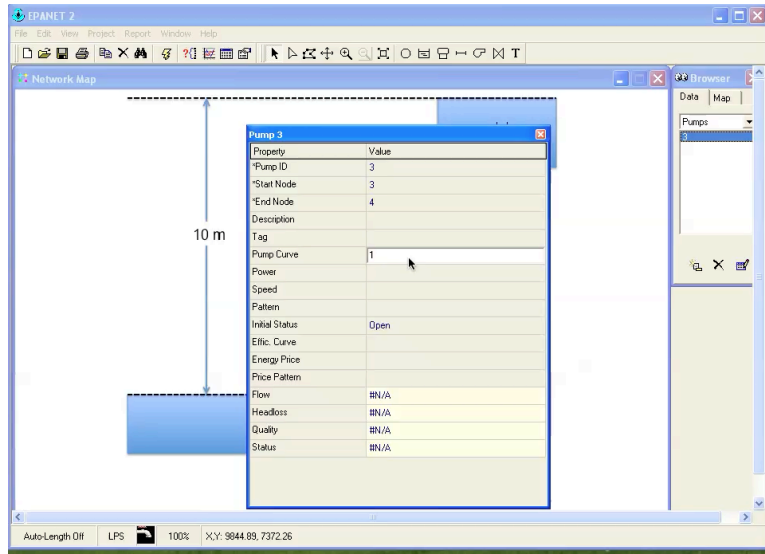 EPANET 2
File Edit View Project Report Window Help
T
Network Map
Browser
Data Map
Pumps
3
10 m
Pump 3
Property Value
*Pump ID 3
*Start Node 3
*End Node 4
Description
Tag
Pump Curve 1
Power
Speed
Pattern
Initial Status Open
Effic. Curve
Energy Price
Price Pattern
Flow #N/A
Headloss #N/A
Quality #N/A
Status #N/A
Auto-Length Off LPS 100% X,Y: 9844.89, 7372.26